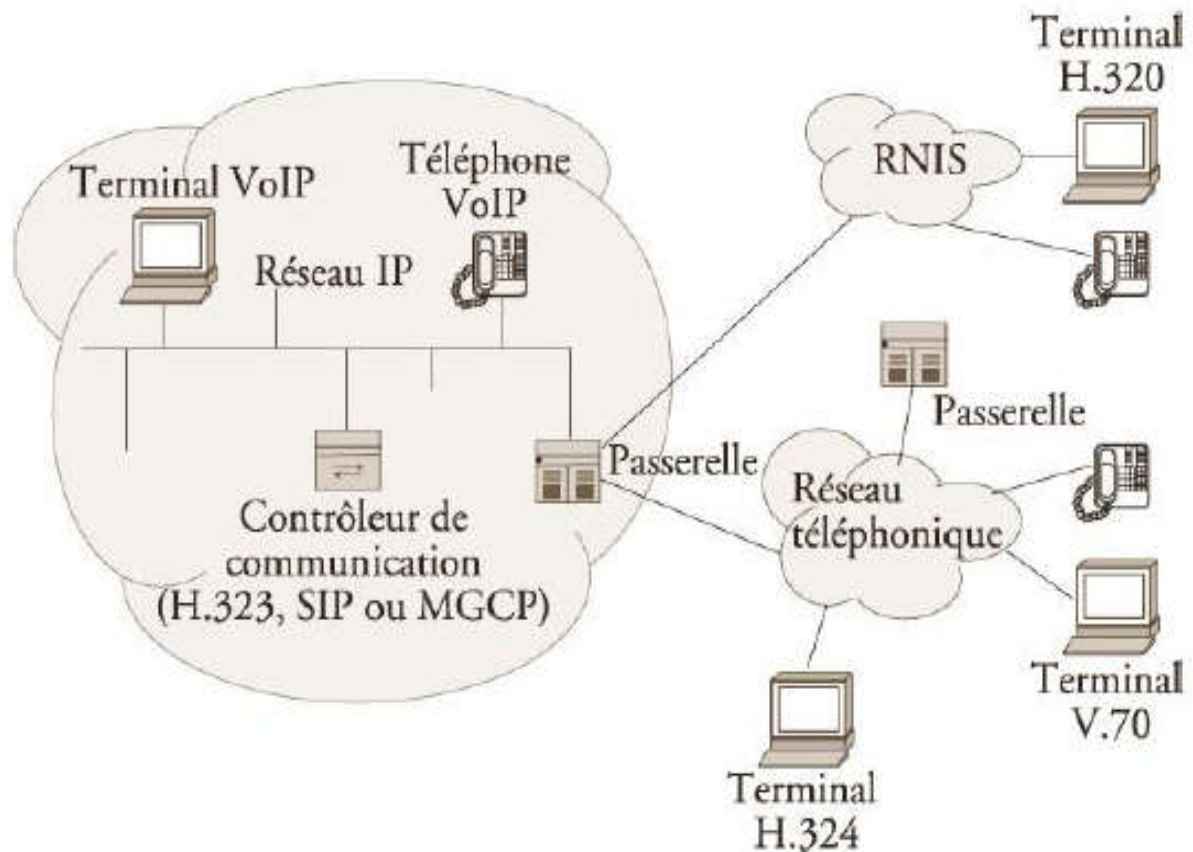 Terminal
H.320
Terminal VoIP
Téléphone
VoIP
RNIS
Réseau IP
Passerelle
Passerelle
Contrôleur de
communication
(H.323, SIP ou MGCP)
Réseau
téléphonique
Terminal
V.70
Terminal
H.324